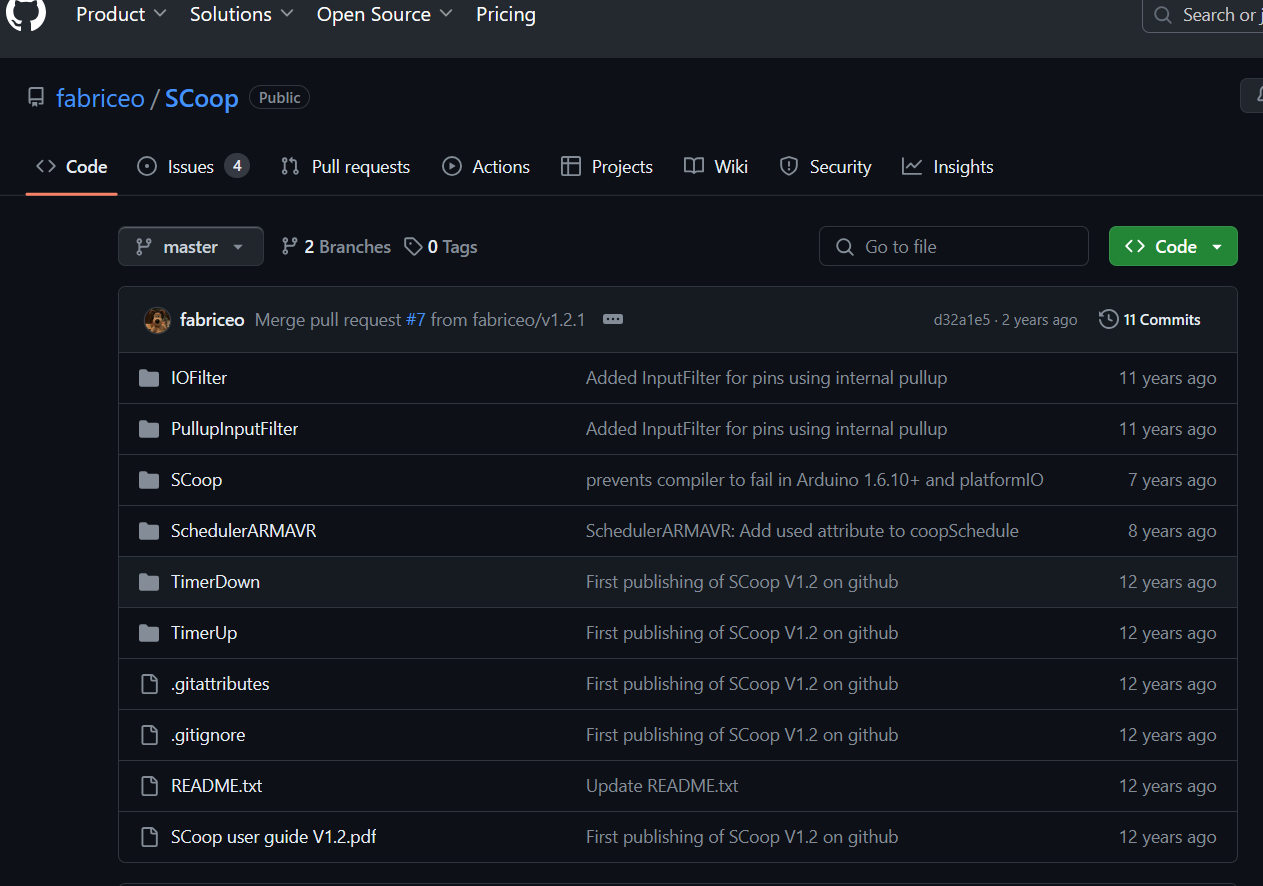 Product Solutions Open Source Pricing Search or j
fabriceo / SCoop Public
Code Issues 4 Pull requests Actions Projects Wiki Security Insights
master 2 Branches 0 Tags Go to file Code
fabriceo Merge pull request #7 from fabriceo/v1.2.1 d32a1e5 · 2 years ago 11 Commits
IOFilter Added InputFilter for pins using internal pullup 11 years ago
PullupInputFilter Added InputFilter for pins using internal pullup 11 years ago
SCoop prevents compiler to fail in Arduino 1.6.10+ and platformIO 7 years ago
SchedulerARMAVR SchedulerARMAVR: Add used attribute to coopSchedule 8 years ago
TimerDown First publishing of SCoop V1.2 on github 12 years ago
TimerUp First publishing of SCoop V1.2 on github 12 years ago
.gitattributes First publishing of SCoop V1.2 on github 12 years ago
.gitignore First publishing of SCoop V1.2 on github 12 years ago
README.txt Update README.txt 12 years ago
SCoop user guide V1.2.pdf First publishing of SCoop V1.2 on github 12 years ago